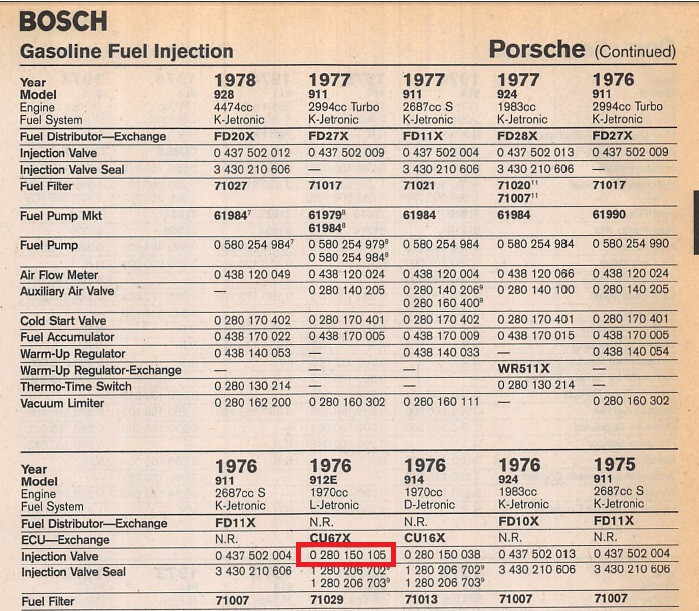 BOSCH
Gasoline Fuel Injection Porsche (Continued)
Year 1978 1977 1977 1977 1976
Model 928 911 911 924 911
Engine 4474cc 2994cc Turbo 2687cc S 1983cc 2994cc Turbo
Fuel System K-Jetronic K-Jetronic K-Jetronic K-Jetronic K-Jetronic
Fuel Distributor—Exchange FD20X FD27X FD11X FD28X FD27X
Injection Valve 0 437 502 012 0 437 502 009 0 437 502 004 0 437 502 013 0 437 502 009
Injection Valve Seal 3 430 210 606 — 3 430 210 606 3 430 210 606 —
Fuel Filter 71027 71017 71021 71020¹¹ 71017
71007¹¹
Fuel Pump Mkt 61984⁷ 61979⁸ 61984 61984 61990
61984⁸
Fuel Pump 0 580 254 984⁷ 0 580 254 979⁸ 0 580 254 984 0 580 254 984 0 580 254 990
0 580 254 984⁸
Air Flow Meter 0 438 120 049 0 438 120 024 0 438 120 004 0 438 120 066 0 438 120 024
Auxiliary Air Valve — 0 280 140 205 0 280 140 206⁹ 0 280 140 100 0 280 140 205
0 280 160 400⁹
Cold Start Valve 0 280 170 402 0 280 170 401 0 280 170 402 0 280 170 401 0 280 170 401
Fuel Accumulator 0 438 170 022 0 438 170 005 0 438 170 009 0 438 170 015 0 438 170 005
Warm-Up Regulator 0 438 140 053 — 0 438 140 033 — 0 438 140 054
Warm-Up Regulator-Exchange — — — WR511X —
Thermo-Time Switch 0 280 130 214 — — 0 280 130 214 —
Vacuum Limiter 0 280 162 200 0 280 160 302 0 280 160 111 — 0 280 160 302
Year 1976 1976 1976 1976 1975
Model 911 912E 914 924 911
Engine 2687cc S 1970cc 1970cc 1983cc 2687cc S
Fuel System K-Jetronic L-Jetronic D-Jetronic K-Jetronic K-Jetronic
Fuel Distributor—Exchange FD11X N.R. N.R. FD10X FD11X
ECU—Exchange N.R. CU67X CU16X N.R. N.R.
Injection Valve 0 437 502 004 0 280 150 105 0 280 150 038 0 437 502 013 0 437 502 004
Injection Valve Seal 3 430 210 606 1 280 206 702⁹ 1 280 206 702⁹ 3 430 210 606 3 430 210 606
1 280 206 703⁹ 1 280 206 703⁹
Fuel Filter 71007 71029 71013 71007 71007